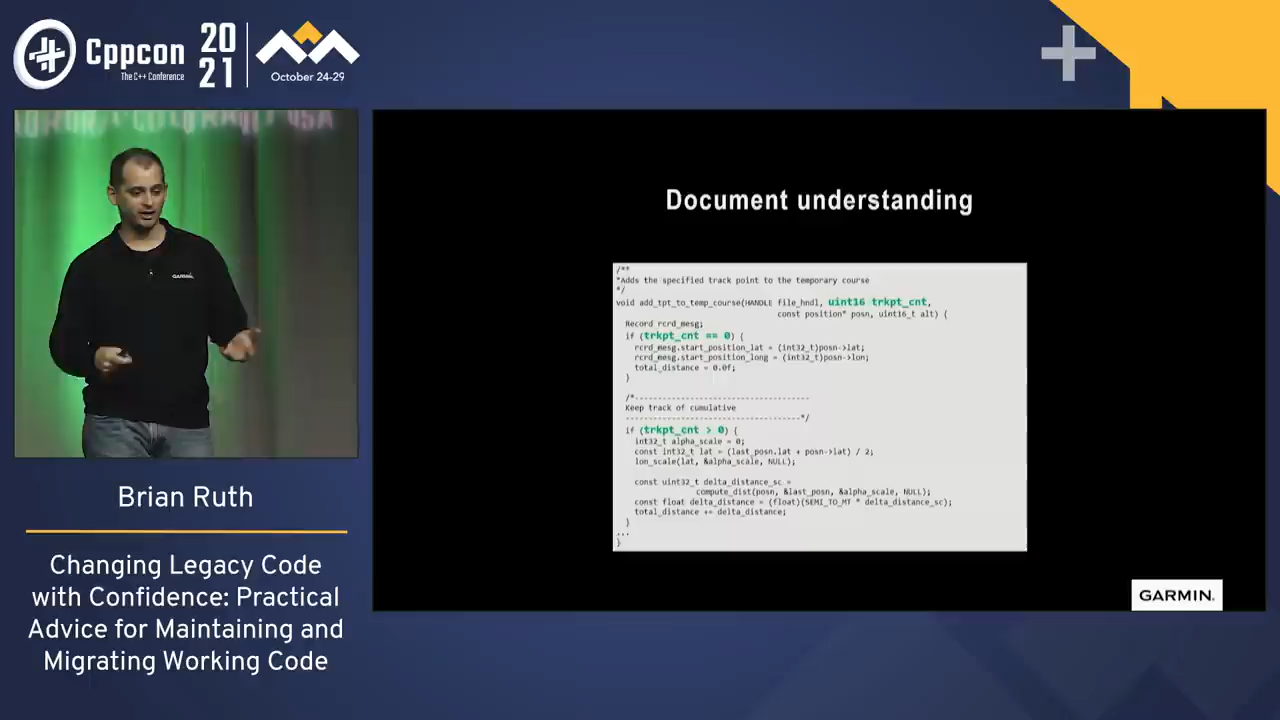 Cppcon
The C++ Conference
20
21
October 24-29
Brian Ruth
Changing Legacy Code
with Confidence: Practical
Advice for Maintaining and
Migrating Working Code
GARMIN
Document understanding
/**
*Adds the specified track point to the temporary course
*/
void add_tpt_to_temp_course(HANDLE file_hndl, uint16 trkpt_cnt,
const position* posn, uint16_t alt) {
Record rcrd_mesg;
if (trkpt_cnt == 0) {
rcrd_mesg.start_position_lat = (int32_t)posn->lat;
rcrd_mesg.start_position_long = (int32_t)posn->lon;
total_distance = 0.0f;
}
/*-----------------------------------
Keep track of cumulative
-----------------------------------*/
if (trkpt_cnt > 0) {
int32_t alpha_scale = 0;
const int32_t lat = (last_posn.lat + posn->lat) / 2;
lon_scale(lat, &alpha_scale, NULL);
const uint32_t delta_distance_sc =
compute_dist(posn, &last_posn, &alpha_scale, NULL);
const float delta_distance = (float)(SEMI_TO_MT * delta_distance_sc);
total_distance += delta_distance;
}
...
}
GARMIN.